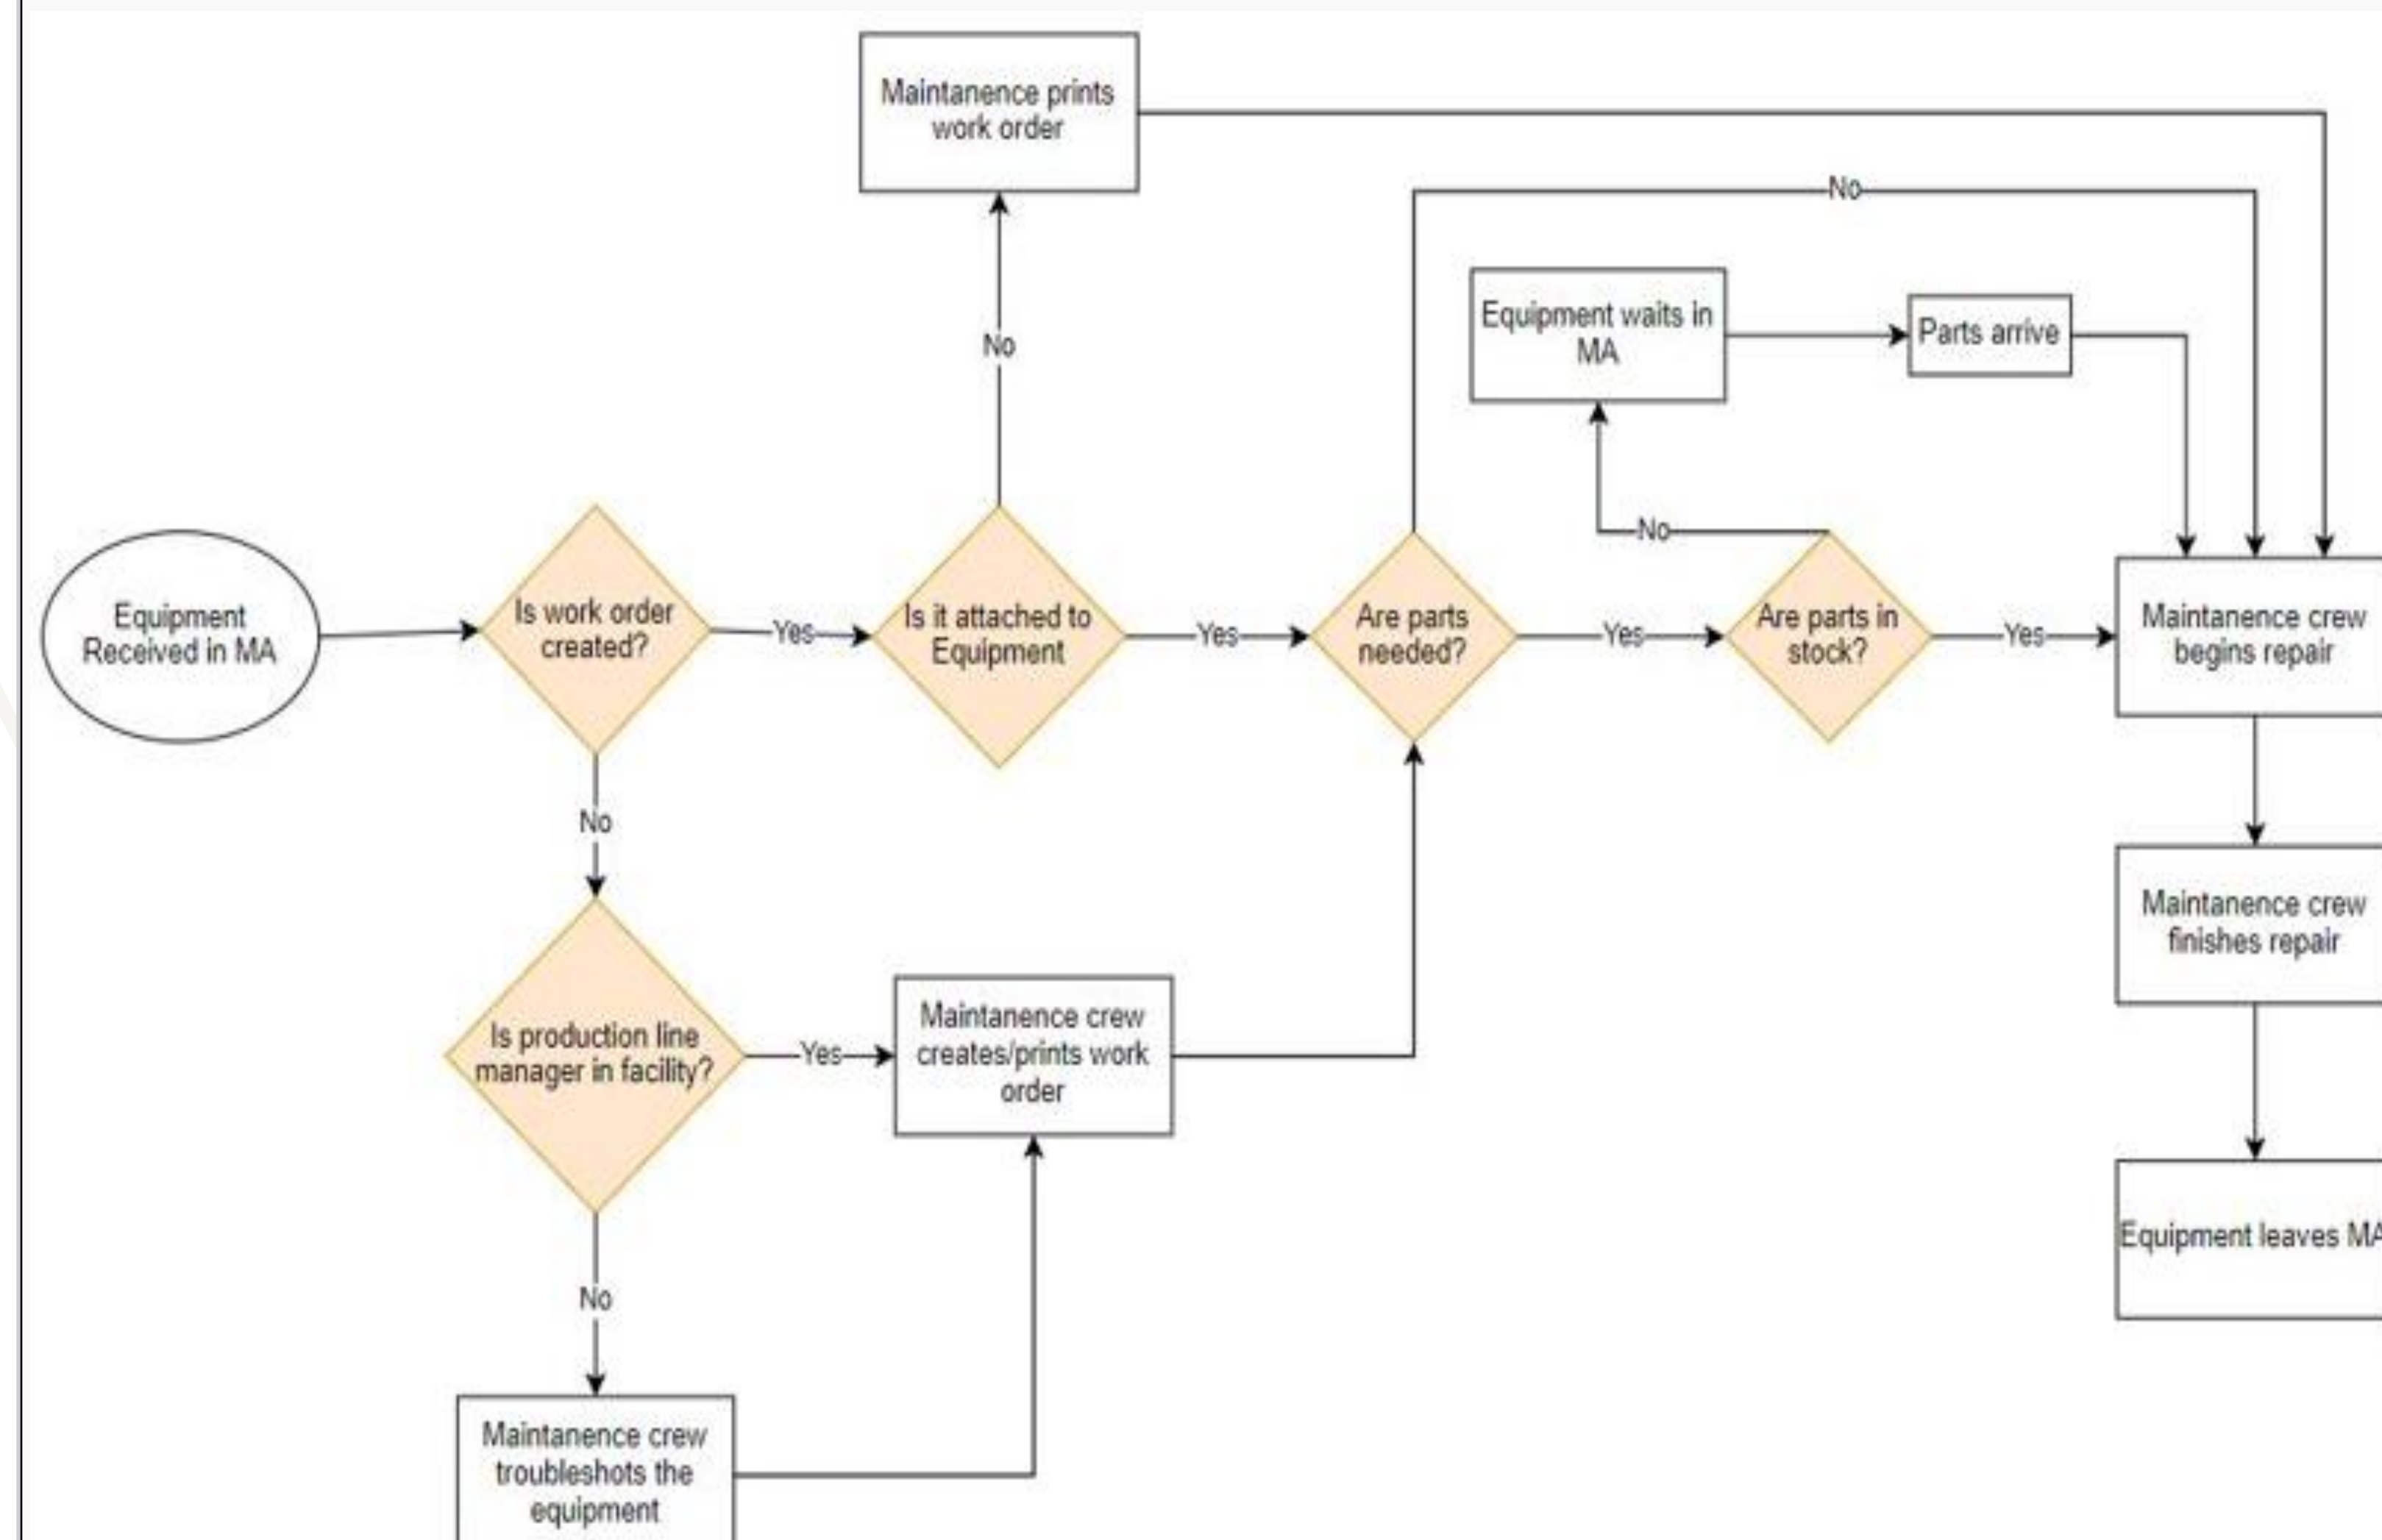 Maintanence prints
work order
No
No
Equipment waits in
MA
Parts arrive
No
Equipment
Received in MA
Is work order
created?
Yes
Is it attached to
Equipment
Yes
Are parts
needed?
Yes
Are parts in
stock?
Yes
Maintanence crew
begins repair
No
Maintanence crew
finishes repair
Is production line
manager in facility?
Yes
Maintanence crew
creates/prints work
order
Equipment leaves MA
No
Maintanence crew
troubleshots the
equipment